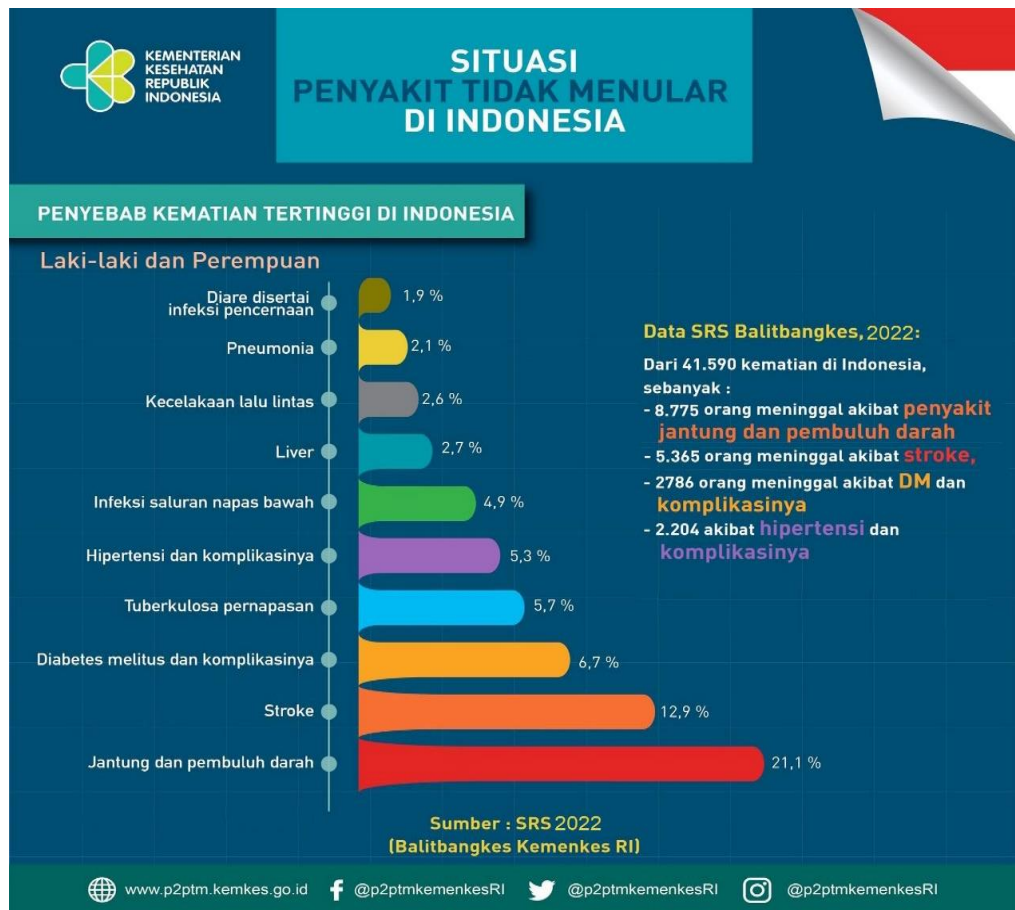 KEMENTERIAN
KESEHATAN
REPUBLIK
INDONESIA
SITUASI
PENYAKIT TIDAK MENULAR
DI INDONESIA
PENYEBAB KEMATIAN TERTINGGI DI INDONESIA
Laki-laki dan Perempuan
Diare disertai
infeksi pencernaan
1,9 %
Pneumonia
2,1 %
Kecelakaan lalu lintas
2,6 %
Liver
2,7 %
Infeksi saluran napas bawah
4,9 %
Hipertensi dan komplikasinya
5,3 %
Tuberkulosa pernapasan
5,7 %
Diabetes melitus dan komplikasinya
6,7 %
Stroke
12,9 %
Jantung dan pembuluh darah
21,1 %
Data SRS Balitbangkes, 2022:
Dari 41.590 kematian di Indonesia,
sebanyak :
- 8.775 orang meninggal akibat penyakit
jantung dan pembuluh darah
- 5.365 orang meninggal akibat stroke,
- 2786 orang meninggal akibat DM dan
komplikasinya
- 2.204 akibat hipertensi dan
komplikasinya
Sumber : SRS 2022
(Balitbangkes Kemenkes RI)
www.p2ptm.kemkes.go.id
@p2ptmkemenkesRI
@p2ptmkemenkesRI
@p2ptmkemenkesRI